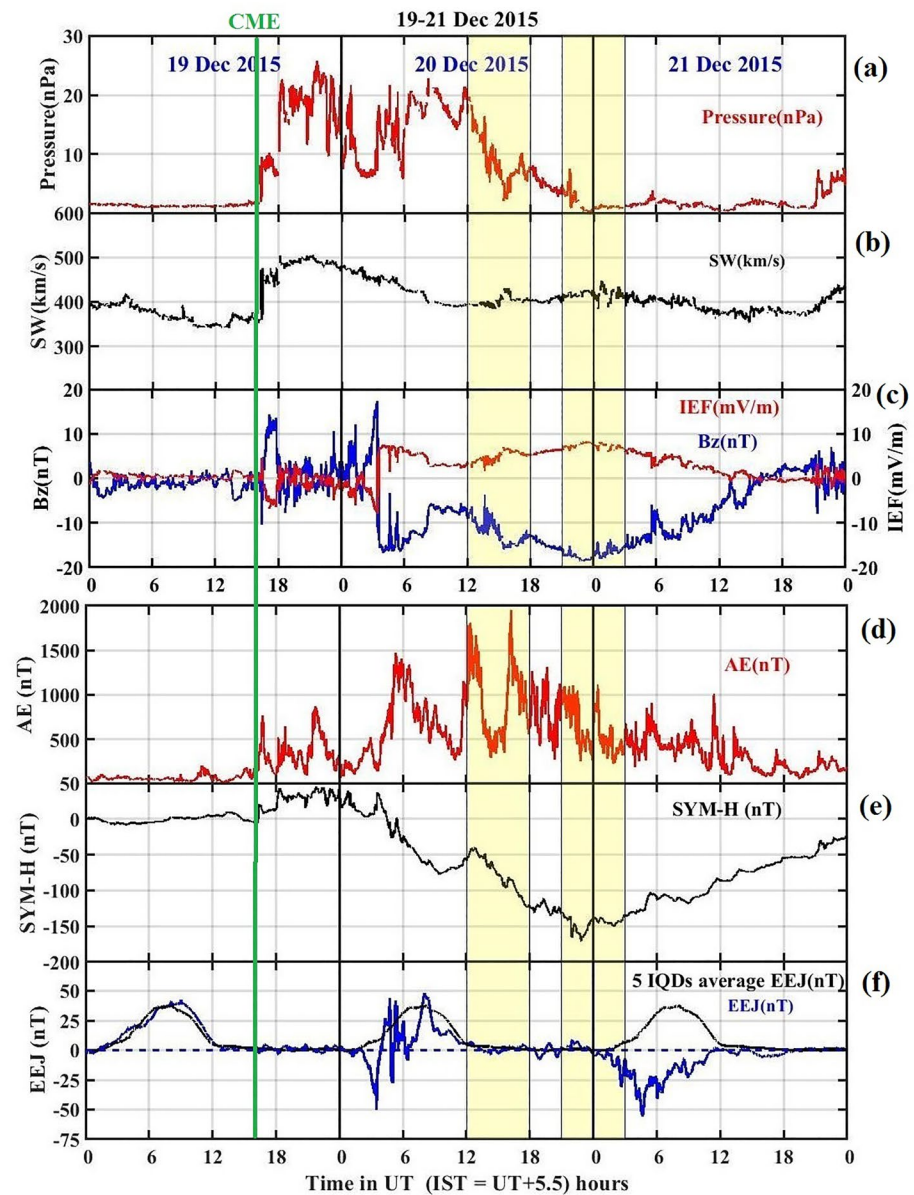 CME 19-21 Dec 2015
30 19 Dec 2015 20 Dec 2015 21 Dec 2015 (a)
20 Pressure(nPa)
10
Pressure(nPa)
600
500 SW(km/s) (b)
400
300
SW(km/s)
20 20 (c)
10 IEF(mV/m) 10
Bz(nT)
0 0
-10 -10
-20 -20
Bz(nT) IEF(mV/m)
0 6 12 18 0 6 12 18 0 6 12 18 0
2000 (d)
1500 AE(nT)
1000
500
50
AE (nT)
0 SYM-H (nT) (e)
-50
-100
-150
-200
SYM-H (nT)
50 5 IQDs average EEJ(nT) (f)
25 EEJ(nT)
0
-25
-50
-75
EEJ (nT)
0 6 12 18 0 6 12 18 0 6 12 18 0
Time in UT (IST = UT+5.5) hours